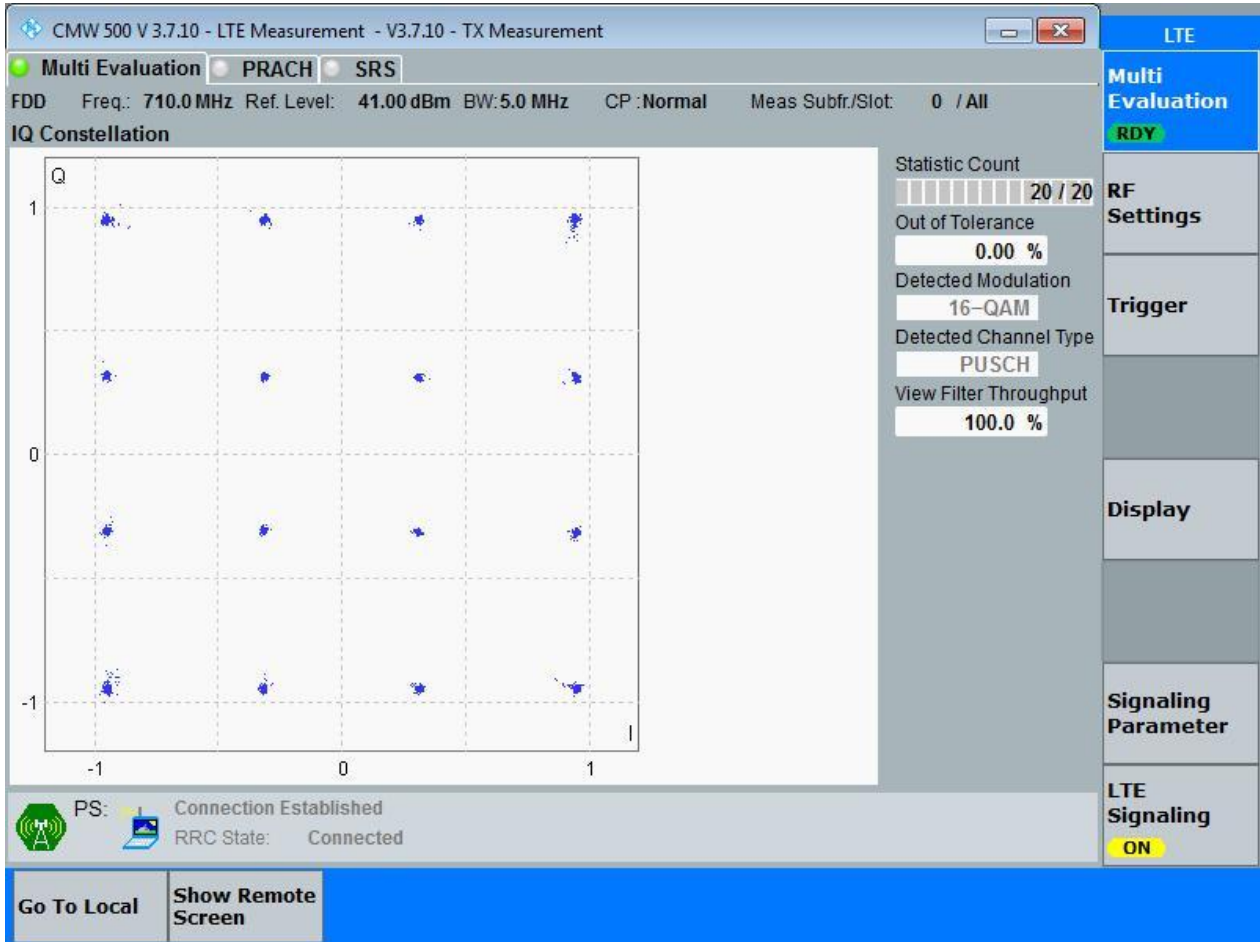 CMW 500 V 3.7.10 - LTE Measurement - V3.7.10 - TX Measurement
LTE
Multi Evaluation PRACH SRS
FDD Freq.: 710.0 MHz Ref. Level: 41.00 dBm BW: 5.0 MHz CP : Normal Meas Subfr./Slot: 0 / All
IQ Constellation
Q
1
0
-1
-1 0 1
I
Statistic Count
20 / 20
Out of Tolerance
0.00 %
Detected Modulation
16-QAM
Detected Channel Type
PUSCH
View Filter Throughput
100.0 %
Multi
Evaluation
RDY
RF
Settings
Trigger
Display
Signaling
Parameter
LTE
Signaling
ON
PS: Connection Established
RRC State: Connected
Go To Local
Show Remote
Screen